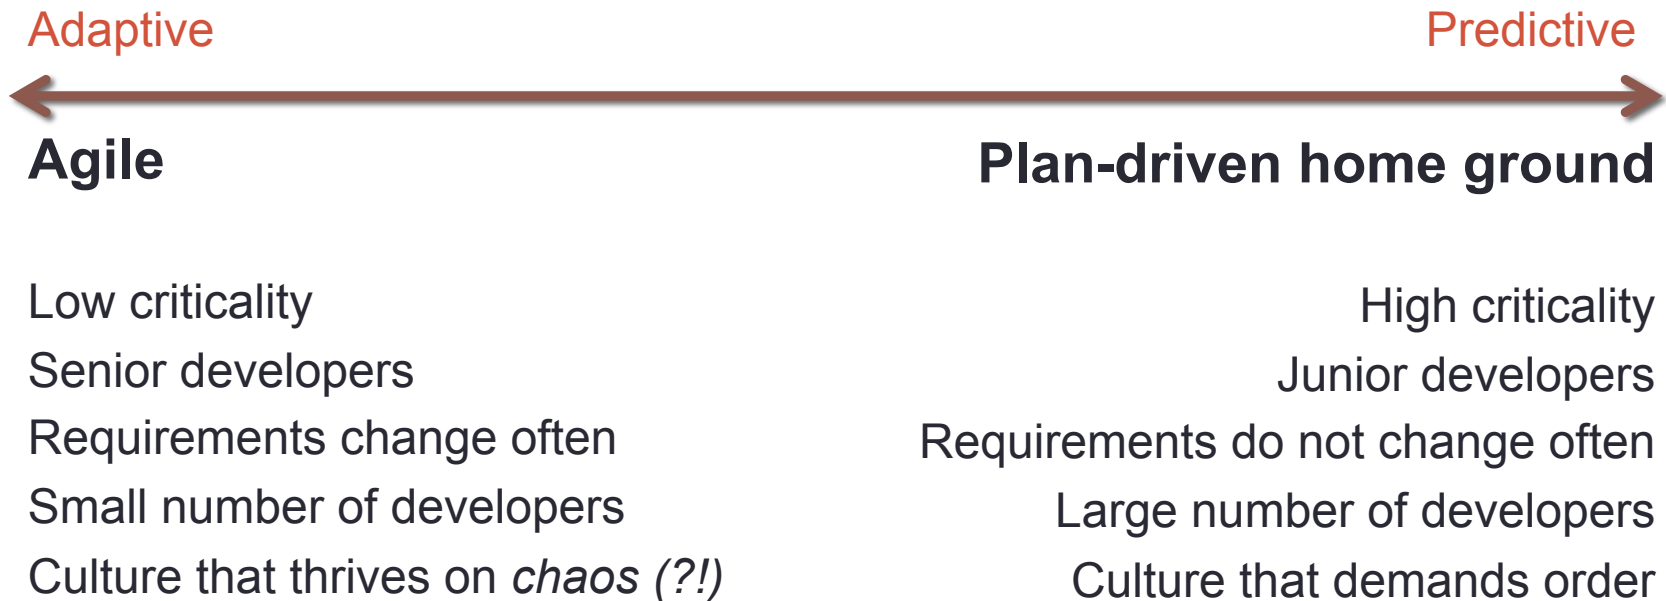 Adaptive
Predictive
Agile
Plan-driven home ground
Low criticality
Senior developers
Requirements change often
Small number of developers
Culture that thrives on chaos (?!)
High criticality
Junior developers
Requirements do not change often
Large number of developers
Culture that demands order